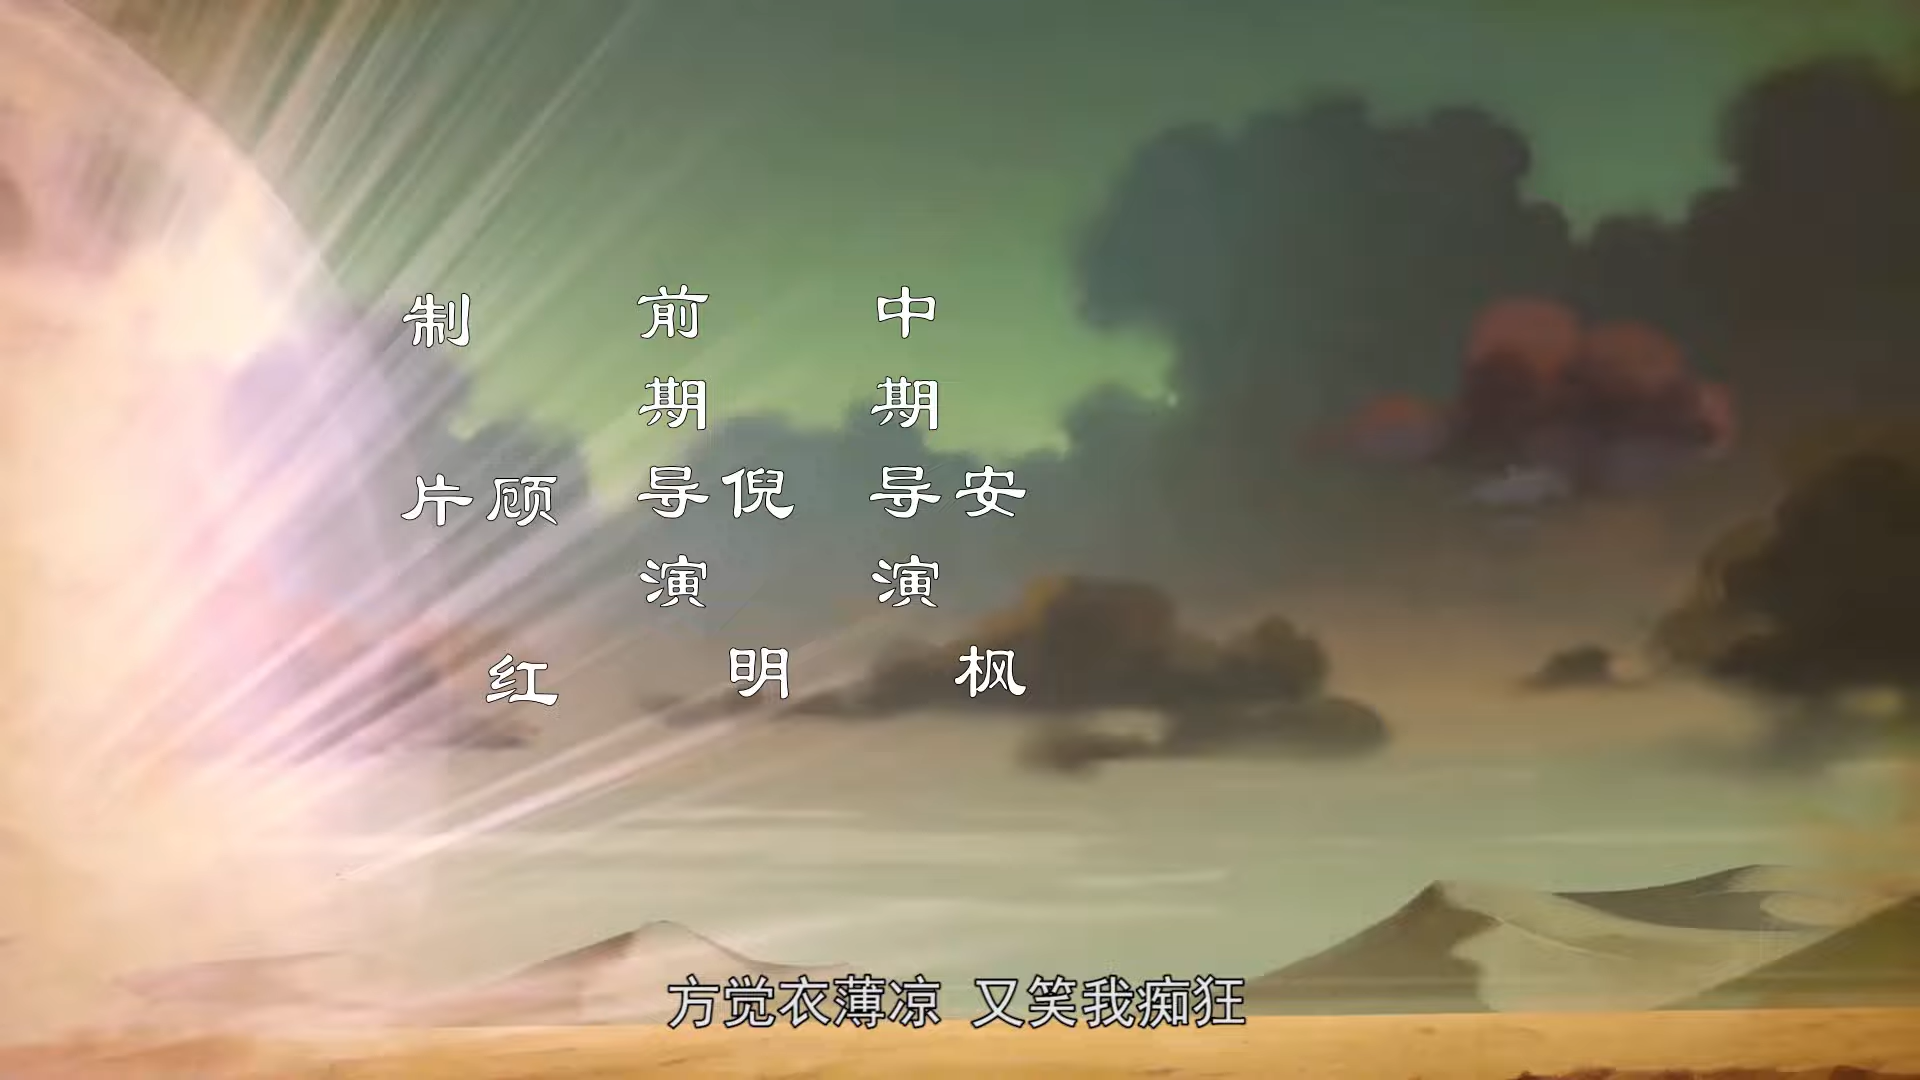 制片
顾红
前期导演
倪明
中期导演
安枫
方觉衣薄凉 又笑我痴狂